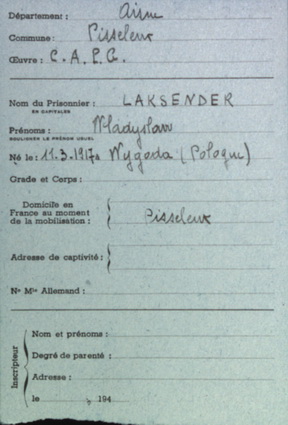 Département : Aisne
Commune : Pisseleux
Œuvre : C. A. P. G.
Nom du Prisonnier : LAKSENDER
EN CAPITALES
Prénoms : Wladyslaw
SOULIGNER LE PRÉNOM USUEL
Né le : 11.3.1917 à Wygoda (Pologne)
Grade et Corps :
Domicile en
France au moment
de la mobilisation : Pisseleux
Adresse de captivité :
No Mle Allemand :
Inscripteur
Nom et prénoms :
Degré de parenté :
Adresse :
le 194